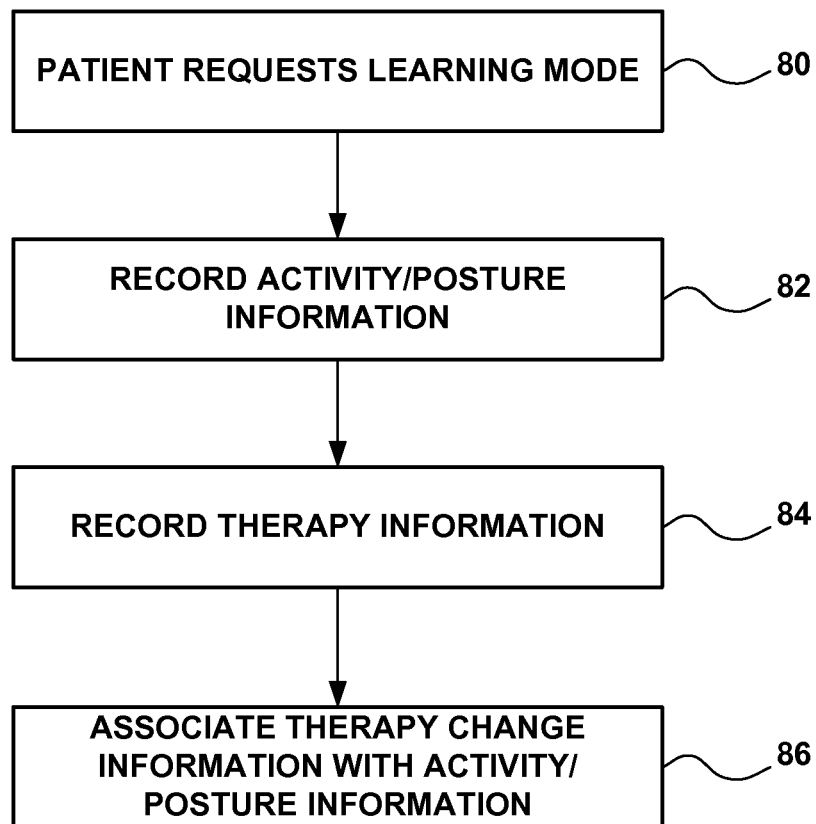 PATIENT REQUESTS LEARNING MODE
80
RECORD ACTIVITY/POSTURE
INFORMATION
82
RECORD THERAPY INFORMATION
84
ASSOCIATE THERAPY CHANGE
INFORMATION WITH ACTIVITY/
POSTURE INFORMATION
86